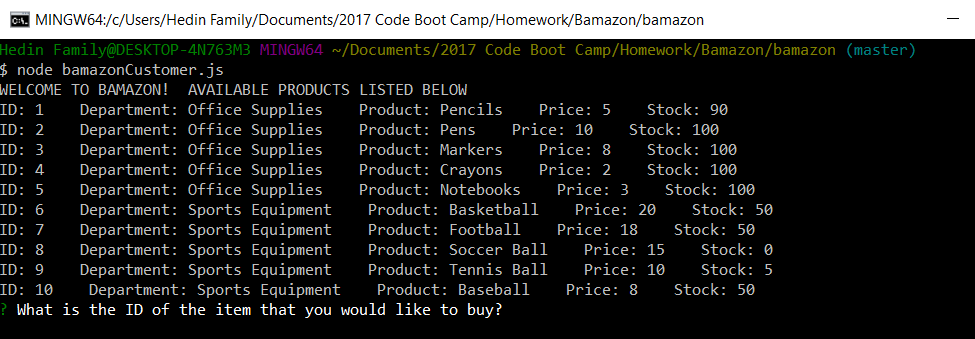 MINGW64:/c/Users/Hedin Family/Documents/2017 Code Boot Camp/Homework/Bamazon/bamazon
Hedin Family@DESKTOP-4N763M3 MINGW64 ~/Documents/2017 Code Boot Camp/Homework/Bamazon/bamazon (master)
$ node bamazonCustomer.js
WELCOME TO BAMAZON!  AVAILABLE PRODUCTS LISTED BELOW
ID: 1    Department: Office Supplies    Product: Pencils    Price: 5    Stock: 90
ID: 2    Department: Office Supplies    Product: Pens    Price: 10    Stock: 100
ID: 3    Department: Office Supplies    Product: Markers    Price: 8    Stock: 100
ID: 4    Department: Office Supplies    Product: Crayons    Price: 2    Stock: 100
ID: 5    Department: Office Supplies    Product: Notebooks    Price: 3    Stock: 100
ID: 6    Department: Sports Equipment    Product: Basketball    Price: 20    Stock: 50
ID: 7    Department: Sports Equipment    Product: Football    Price: 18    Stock: 50
ID: 8    Department: Sports Equipment    Product: Soccer Ball    Price: 15    Stock: 0
ID: 9    Department: Sports Equipment    Product: Tennis Ball    Price: 10    Stock: 5
ID: 10    Department: Sports Equipment    Product: Baseball    Price: 8    Stock: 50
? What is the ID of the item that you would like to buy?